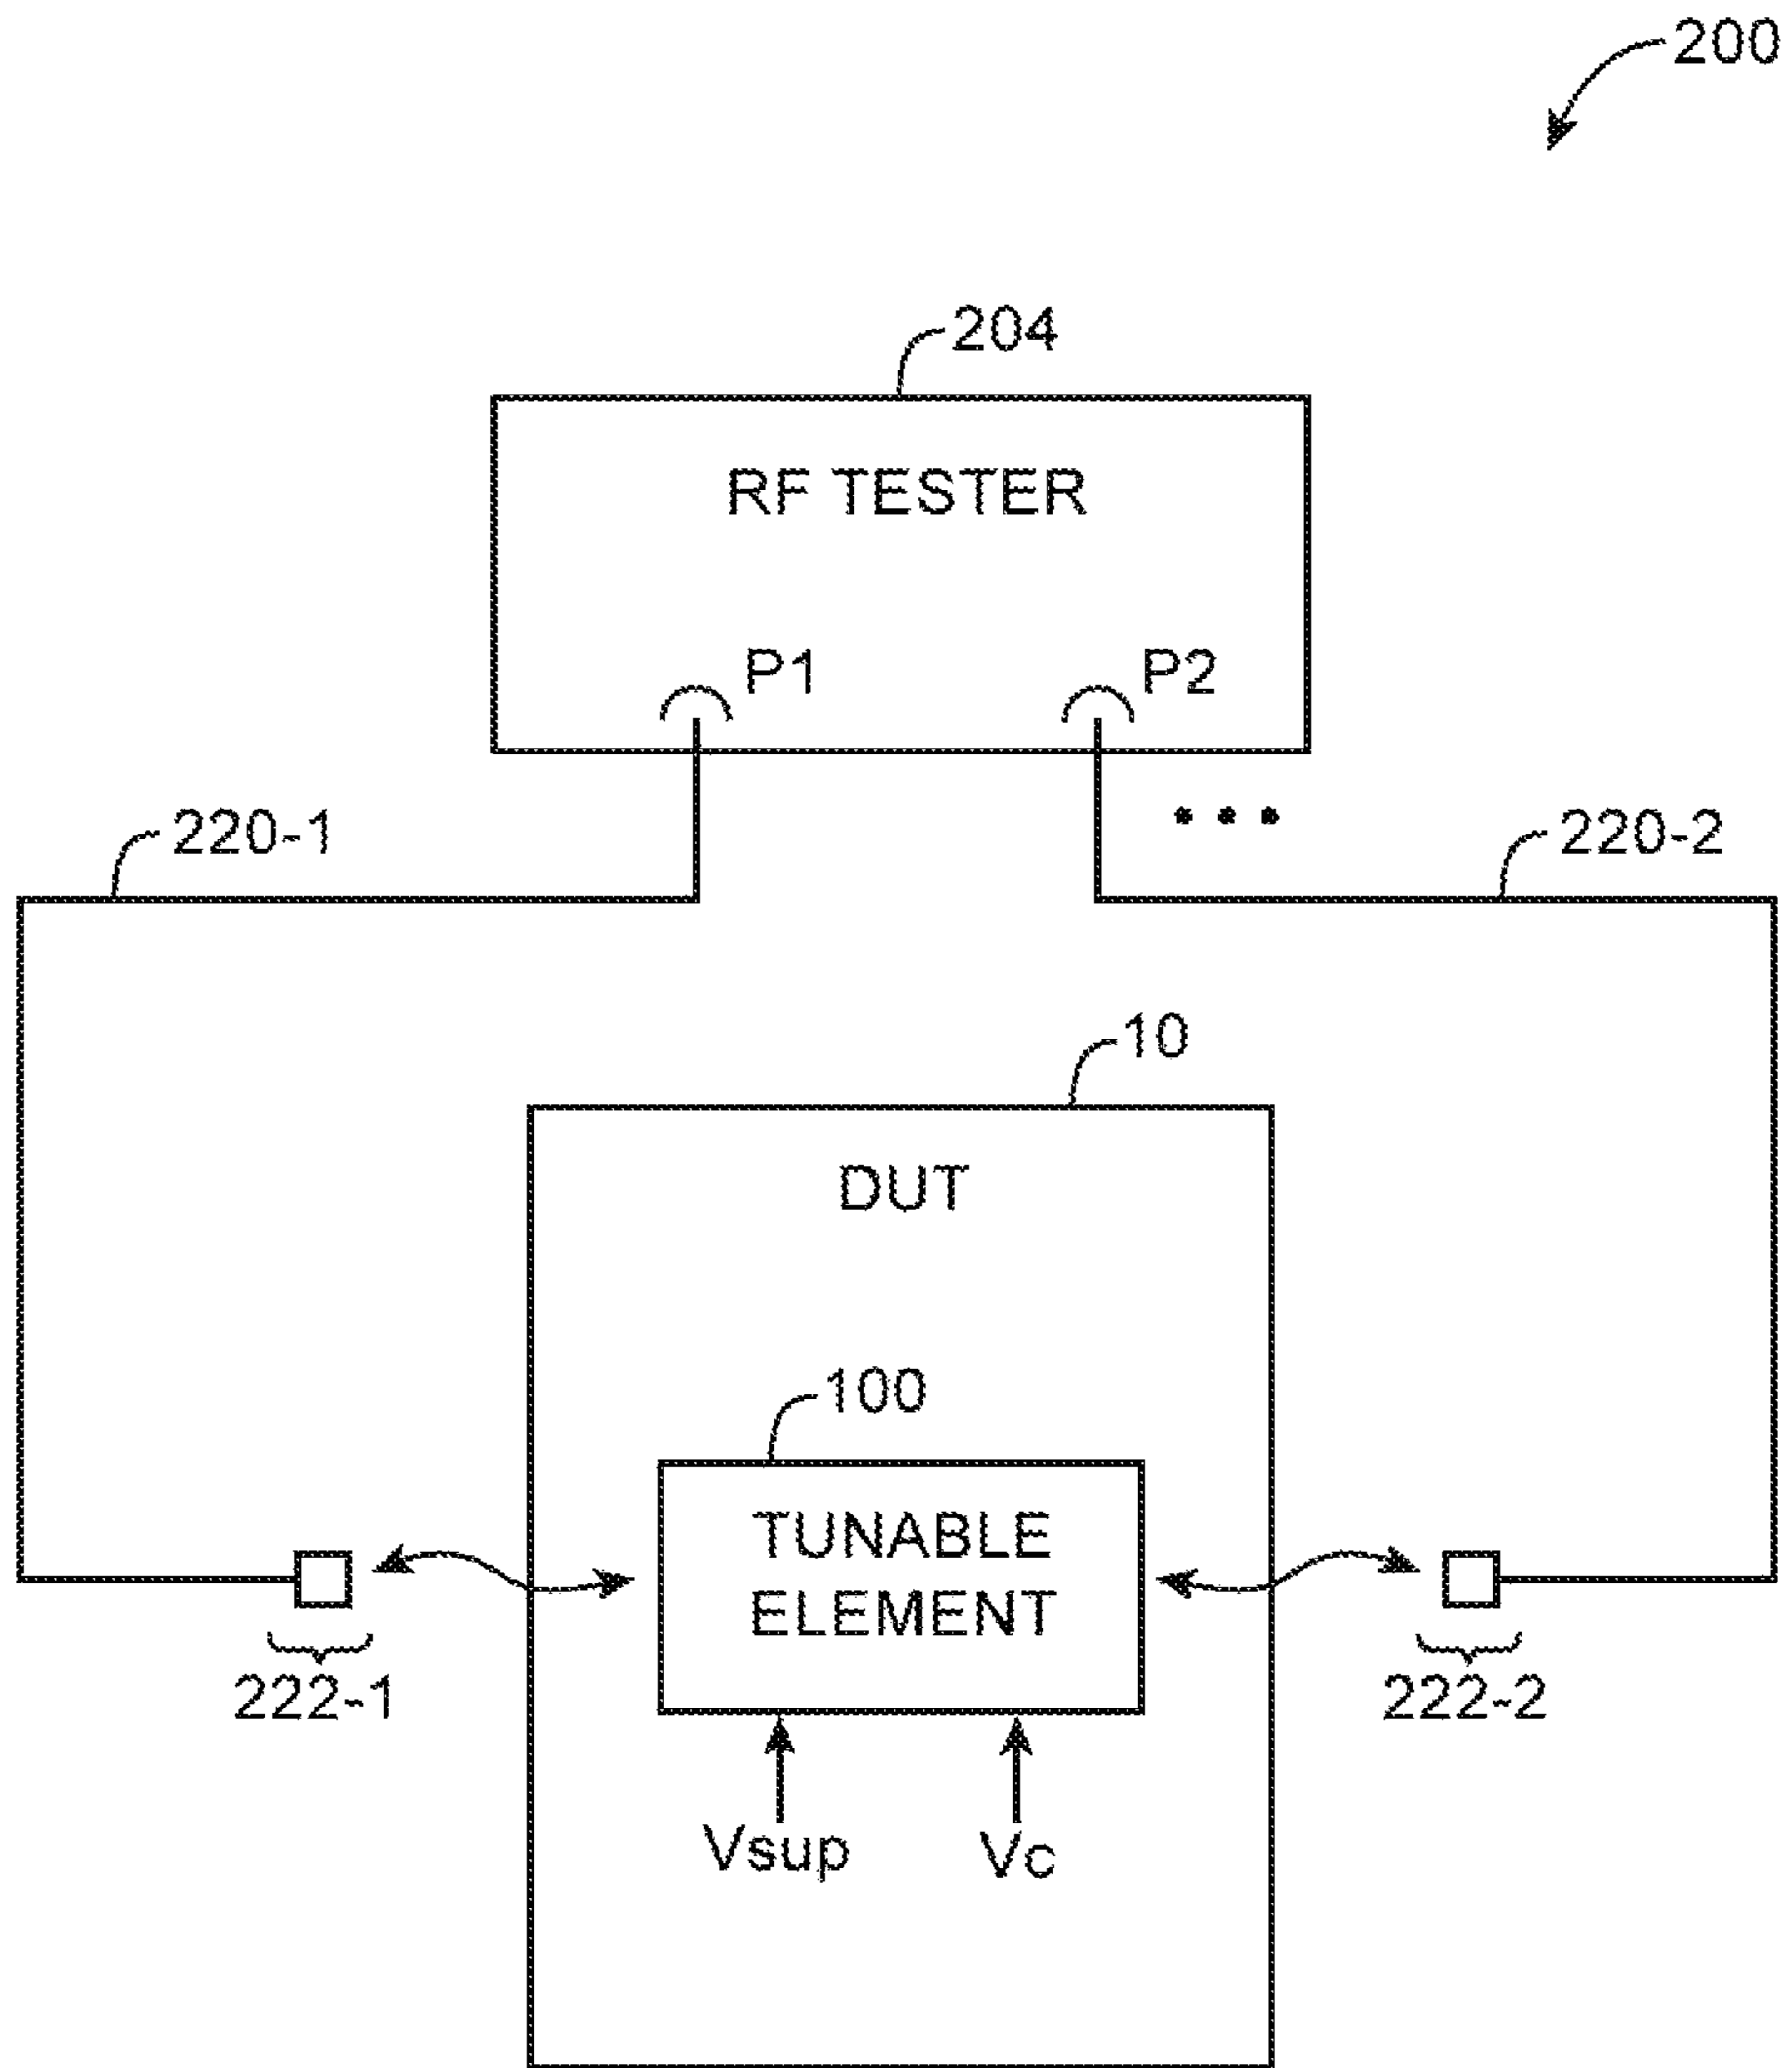 200
204
RF TESTER
P1
P2
220-1
220-2
10
DUT
100
TUNABLE
ELEMENT
222-1
222-2
Vsup
Vc